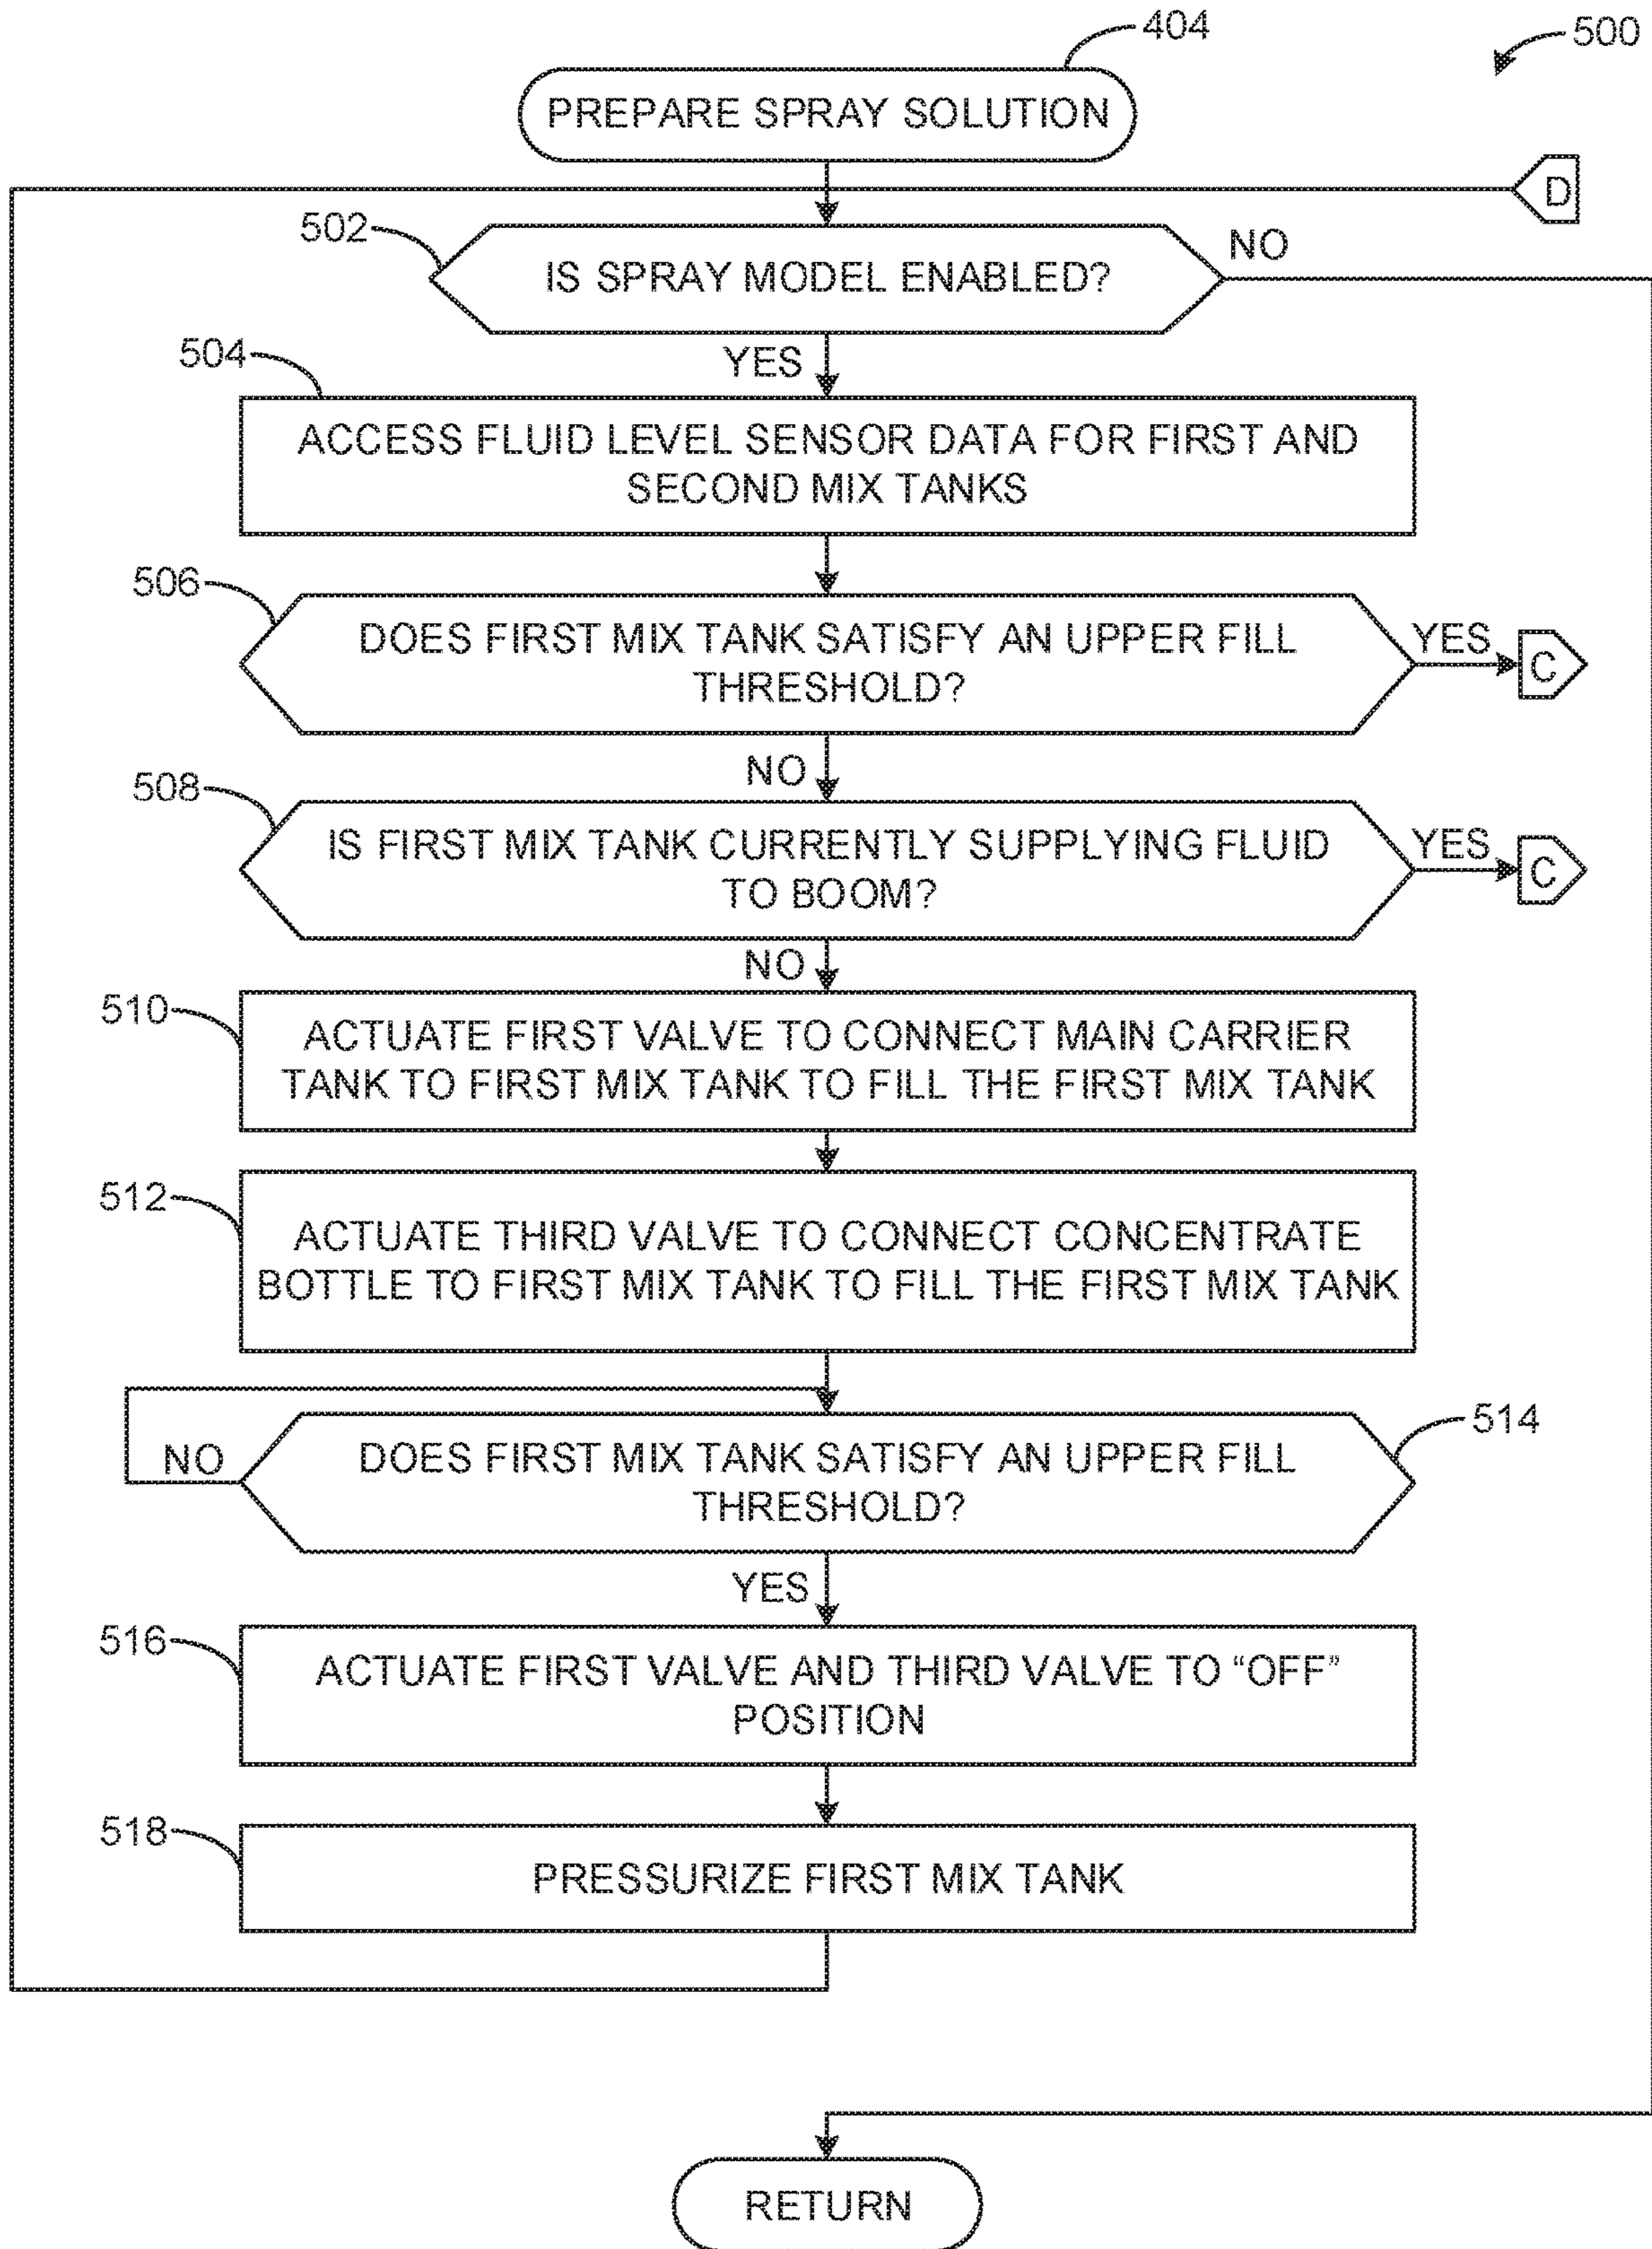 404
500
PREPARE SPRAY SOLUTION
D
502
IS SPRAY MODEL ENABLED?
NO
YES
504
ACCESS FLUID LEVEL SENSOR DATA FOR FIRST AND
SECOND MIX TANKS
506
DOES FIRST MIX TANK SATISFY AN UPPER FILL
THRESHOLD?
YES
C
NO
508
IS FIRST MIX TANK CURRENTLY SUPPLYING FLUID
TO BOOM?
YES
C
NO
510
ACTUATE FIRST VALVE TO CONNECT MAIN CARRIER
TANK TO FIRST MIX TANK TO FILL THE FIRST MIX TANK
512
ACTUATE THIRD VALVE TO CONNECT CONCENTRATE
BOTTLE TO FIRST MIX TANK TO FILL THE FIRST MIX TANK
514
DOES FIRST MIX TANK SATISFY AN UPPER FILL
THRESHOLD?
NO
YES
516
ACTUATE FIRST VALVE AND THIRD VALVE TO “OFF”
POSITION
518
PRESSURIZE FIRST MIX TANK
RETURN